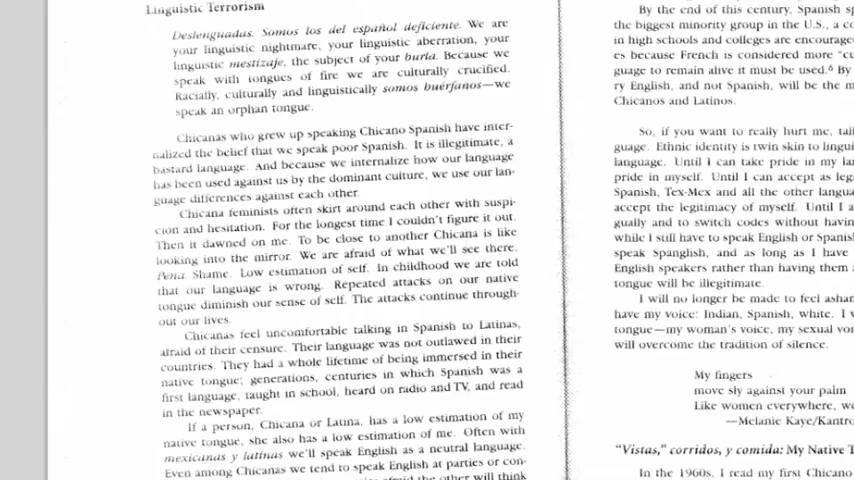 Linguistic Terrorism
Deslenguadas. Somos los del español deficiente. We are
your linguistic nightmare, your linguistic aberration, your
linguistic mestizaje, the subject of your burla. Because we
speak with tongues of fire we are culturally crucified.
Racially, culturally and linguistically somos huérfanos—we
speak an orphan tongue.
Chicanas who grew up speaking Chicano Spanish have inter-
nalized the belief that we speak poor Spanish. It is illegitimate, a
bastard language. And because we internalize how our language
has been used against us by the dominant culture, we use our lan-
guage differences against each other.
Chicana feminists often skirt around each other with suspi-
cion and hesitation. For the longest time I couldn't figure it out.
Then it dawned on me. To be close to another Chicana is like
looking into the mirror. We are afraid of what we'll see there.
Pena. Shame. Low estimation of self. In childhood we are told
that our language is wrong. Repeated attacks on our native
tongue diminish our sense of self. The attacks continue through-
out our lives.
Chicanas feel uncomfortable talking in Spanish to Latinas,
afraid of their censure. Their language was not outlawed in their
countries. They had a whole lifetime of being immersed in their
native tongue; generations, centuries in which Spanish was a
first language, taught in school, heard on radio and TV, and read
in the newspaper.
If a person, Chicana or Latina, has a low estimation of my
native tongue, she also has a low estimation of me. Often with
mexicanas y latinas we'll speak English as a neutral language.
Even among Chicanas we tend to speak English at parties or con-
afraid the other will think
By the end of this century, Spanish
the biggest minority group in the U.S., a
in high schools and colleges are encourage
es because French is considered more "cu
guage to remain alive it must be used.6 By
ry English, and not Spanish, will be the m
Chicanos and Latinos.
So, if you want to really hurt me, tal
guage. Ethnic identity is twin skin to lingui
language. Until I can take pride in my lan
pride in myself. Until I can accept as legi
Spanish, Tex-Mex and all the other langua
accept the legitimacy of myself. Until I a
gually and to switch codes without havin
while I still have to speak English or Spanis
speak Spanglish, and as long as I have
English speakers rather than having them
tongue will be illegitimate.
I will no longer be made to feel asha
have my voice: Indian, Spanish, white. I
tongue—my woman's voice, my sexual voi
will overcome the tradition of silence.
My fingers
move sly against your palm
Like women everywhere, we
—Melanie Kaye/Kantro
"Vistas," corridos, y comida: My Native T
In the 1960s, I read my first Chicano